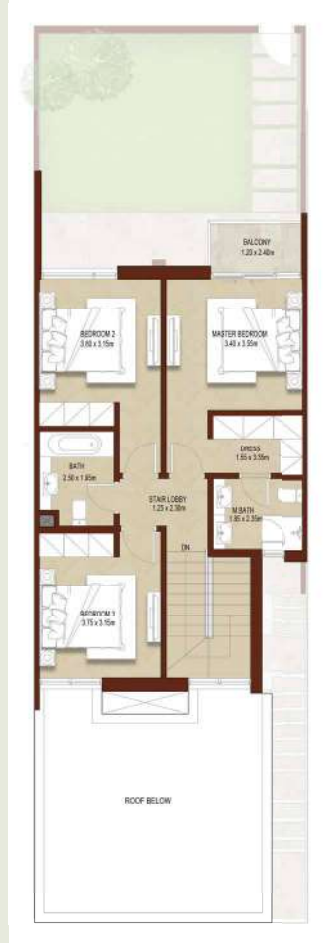 BALCONY
1.20 x 2.40m
BEDROOM 2
3.60 x 3.15m
MASTER BEDROOM
3.40 x 3.55m
DRESS
1.55 x 3.55m
BATH
2.50 x 1.65m
STAIR LOBBY
1.25 x 2.30m
M.BATH
1.85 x 2.35m
DN
BEDROOM 3
3.75 x 3.15m
ROOF BELOW